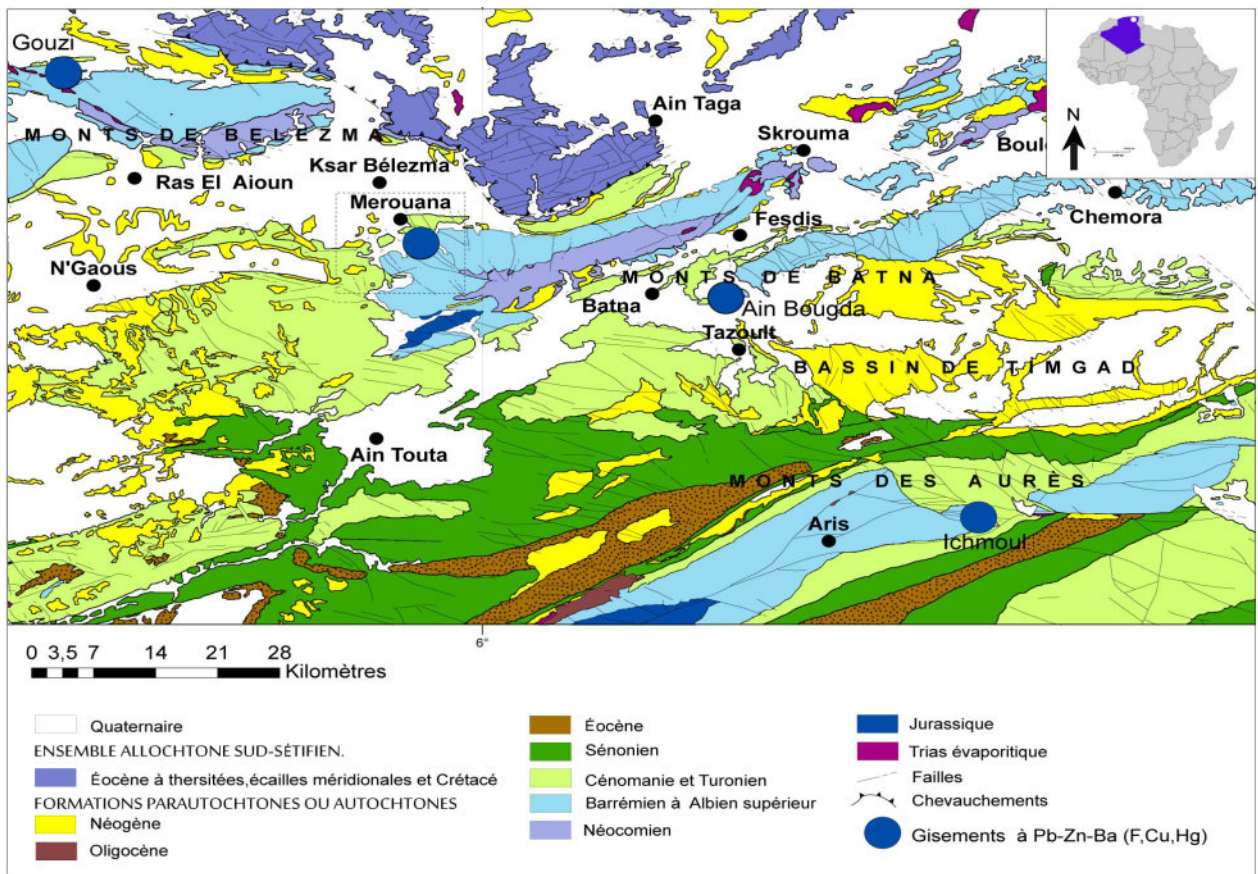 Gouzi
MONTS DE BELEZMA
Ras El Aioun
Ksar Bélezma
Merouana
N'Gaous
Ain Taga
Skrouma
Fesdis
N
Chemora
MONTS DE BATNA
Batna
Ain Bougda
Tazoult
BASSIN DE TIMGAD
Ain Touta
MONTS DES AURÈS
Aris
Ichmoul
6°
0 3,5 7 14 21 28
Kilomètres
Quaternaire
ENSEMBLE ALLOCHTONE SUD-SÉTIFIEN.
Éocène à thersitées,écailles méridionales et Crétacé
FORMATIONS PARAUTOCHTONES OU AUTOCHTONES
Néogène
Oligocène
Éocène
Sénonien
Cénomanie et Turonien
Barrémien à Albien supérieur
Néocomien
Jurassique
Trias évaporitique
Failles
Chevauchements
Gisements à Pb-Zn-Ba (F,Cu,Hg)